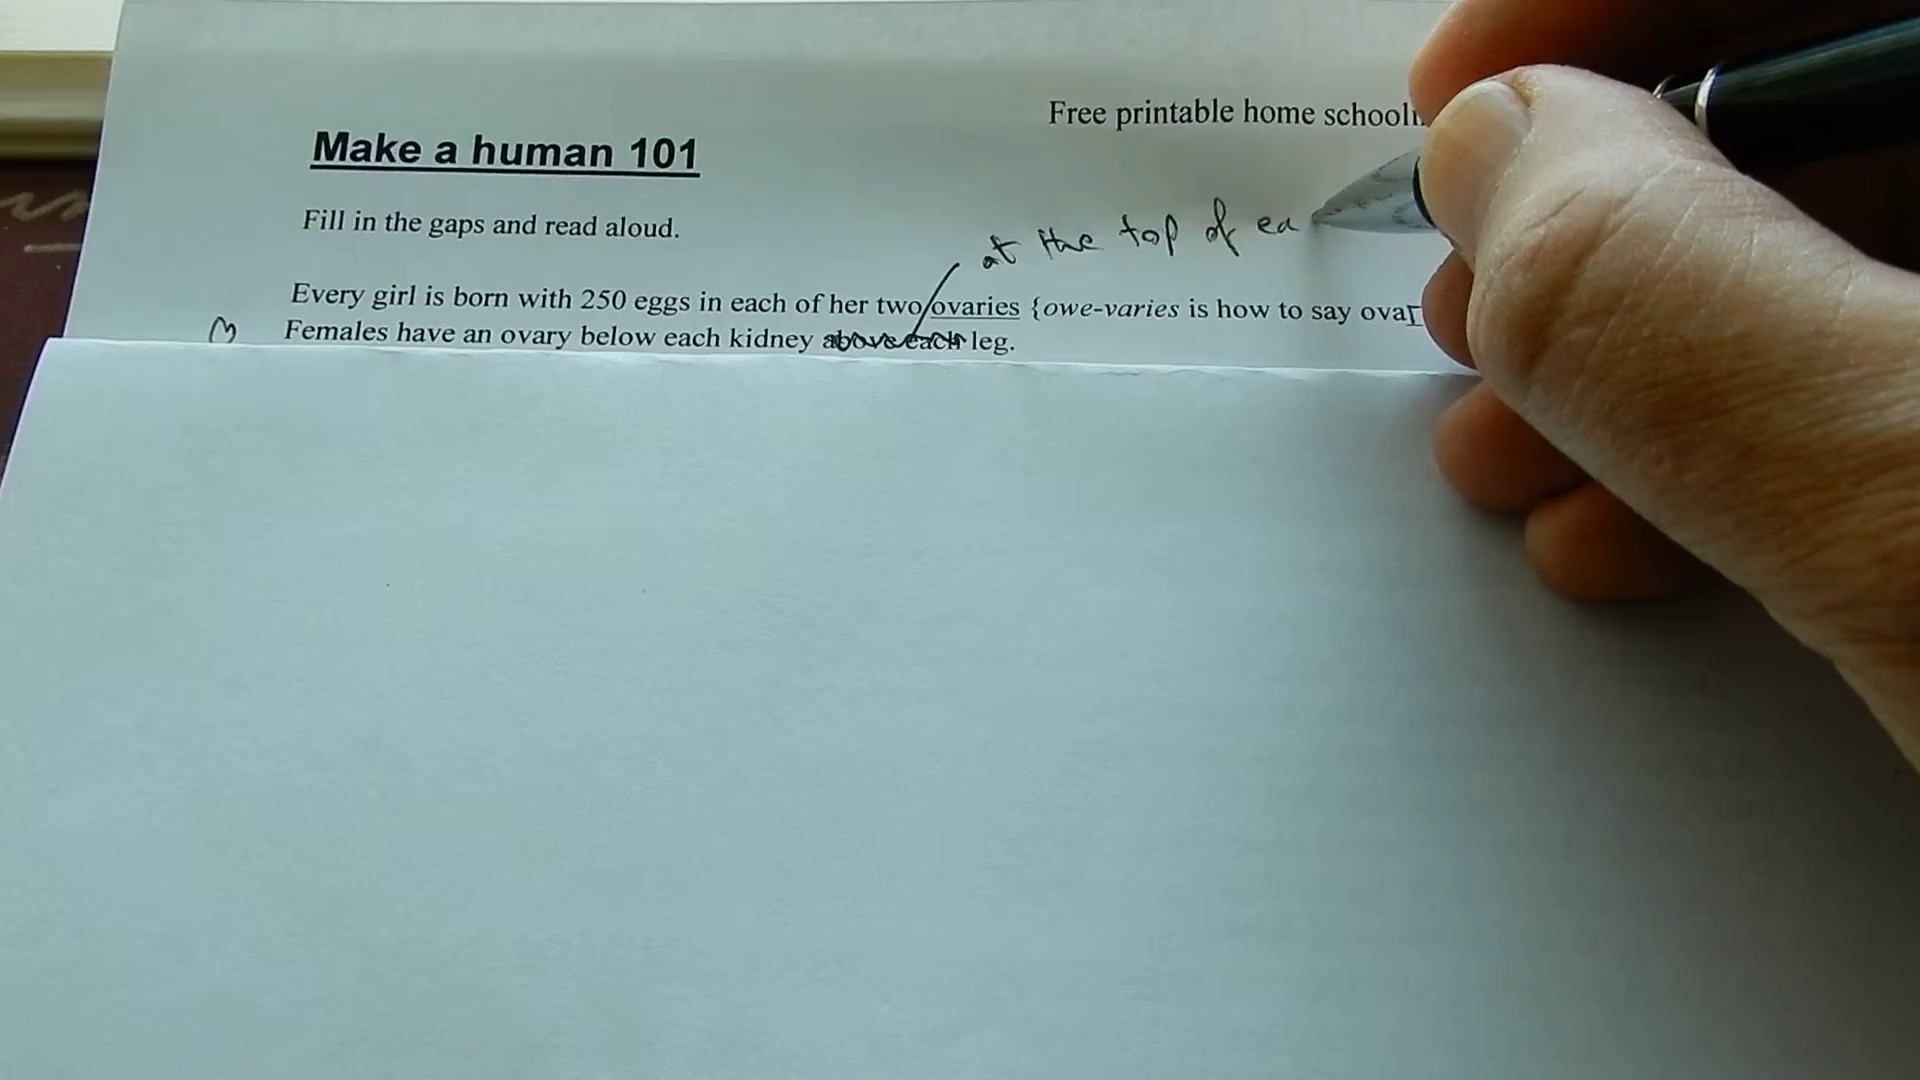 Free printable home schooli
Make a human 101
Fill in the gaps and read aloud.
at the top of ea
Every girl is born with 250 eggs in each of her two ovaries {owe-varies is how to say ovar
Females have an ovary below each kidney above each leg.